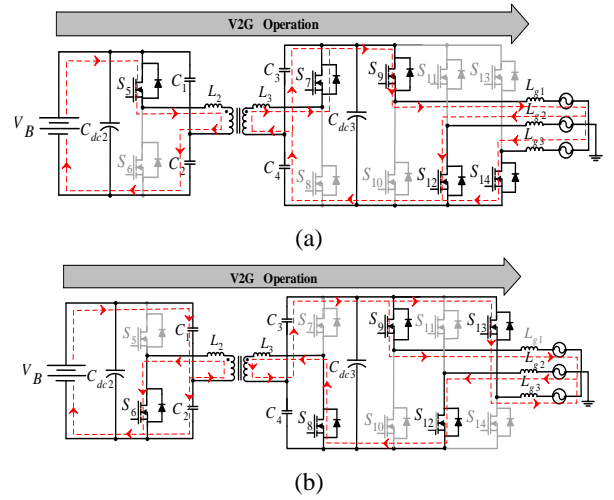 V2G Operation
S5
C1
L2
L3
C3
S7
S9
S11
S13
Lg1
VB
Cdc2
Cdc3
Lg2
Lg3
S6
C2
C4
S8
S10
S12
S14
(a)
V2G Operation
S5
C1
L2
L3
C3
S7
S9
S11
S13
Lg1
VB
Cdc2
Cdc3
Lg2
Lg3
S6
C2
C4
S8
S10
S12
S14
(b)